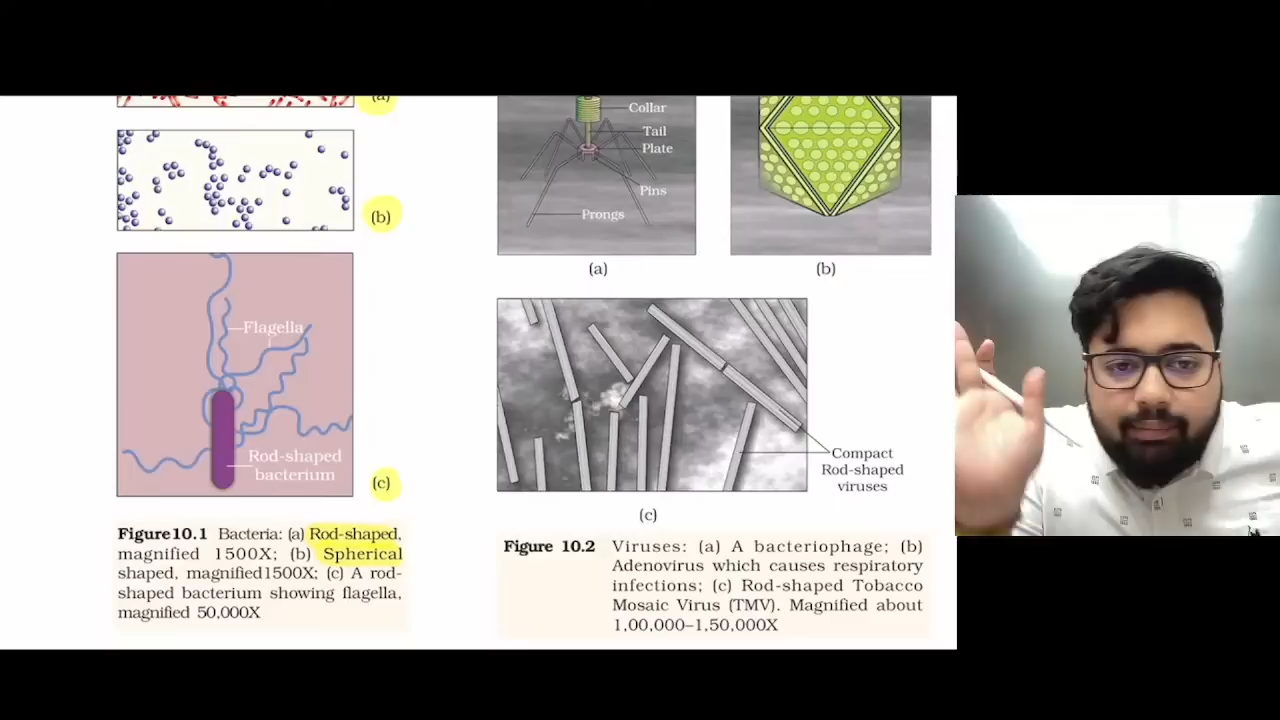 (a)
(b)
Flagella
Rod-shaped
bacterium
(c)
Figure10.1 Bacteria: (a) Rod-shaped,
magnified 1500X; (b) Spherical
shaped, magnified1500X; (c) A rod-
shaped bacterium showing flagella,
magnified 50,000X
Collar
Tail
Plate
Pins
Prongs
(a)
(b)
Compact
Rod-shaped
viruses
(c)
Figure 10.2 Viruses: (a) A bacteriophage; (b)
Adenovirus which causes respiratory
infections; (c) Rod-shaped Tobacco
Mosaic Virus (TMV). Magnified about
1,00,000–1,50,000X